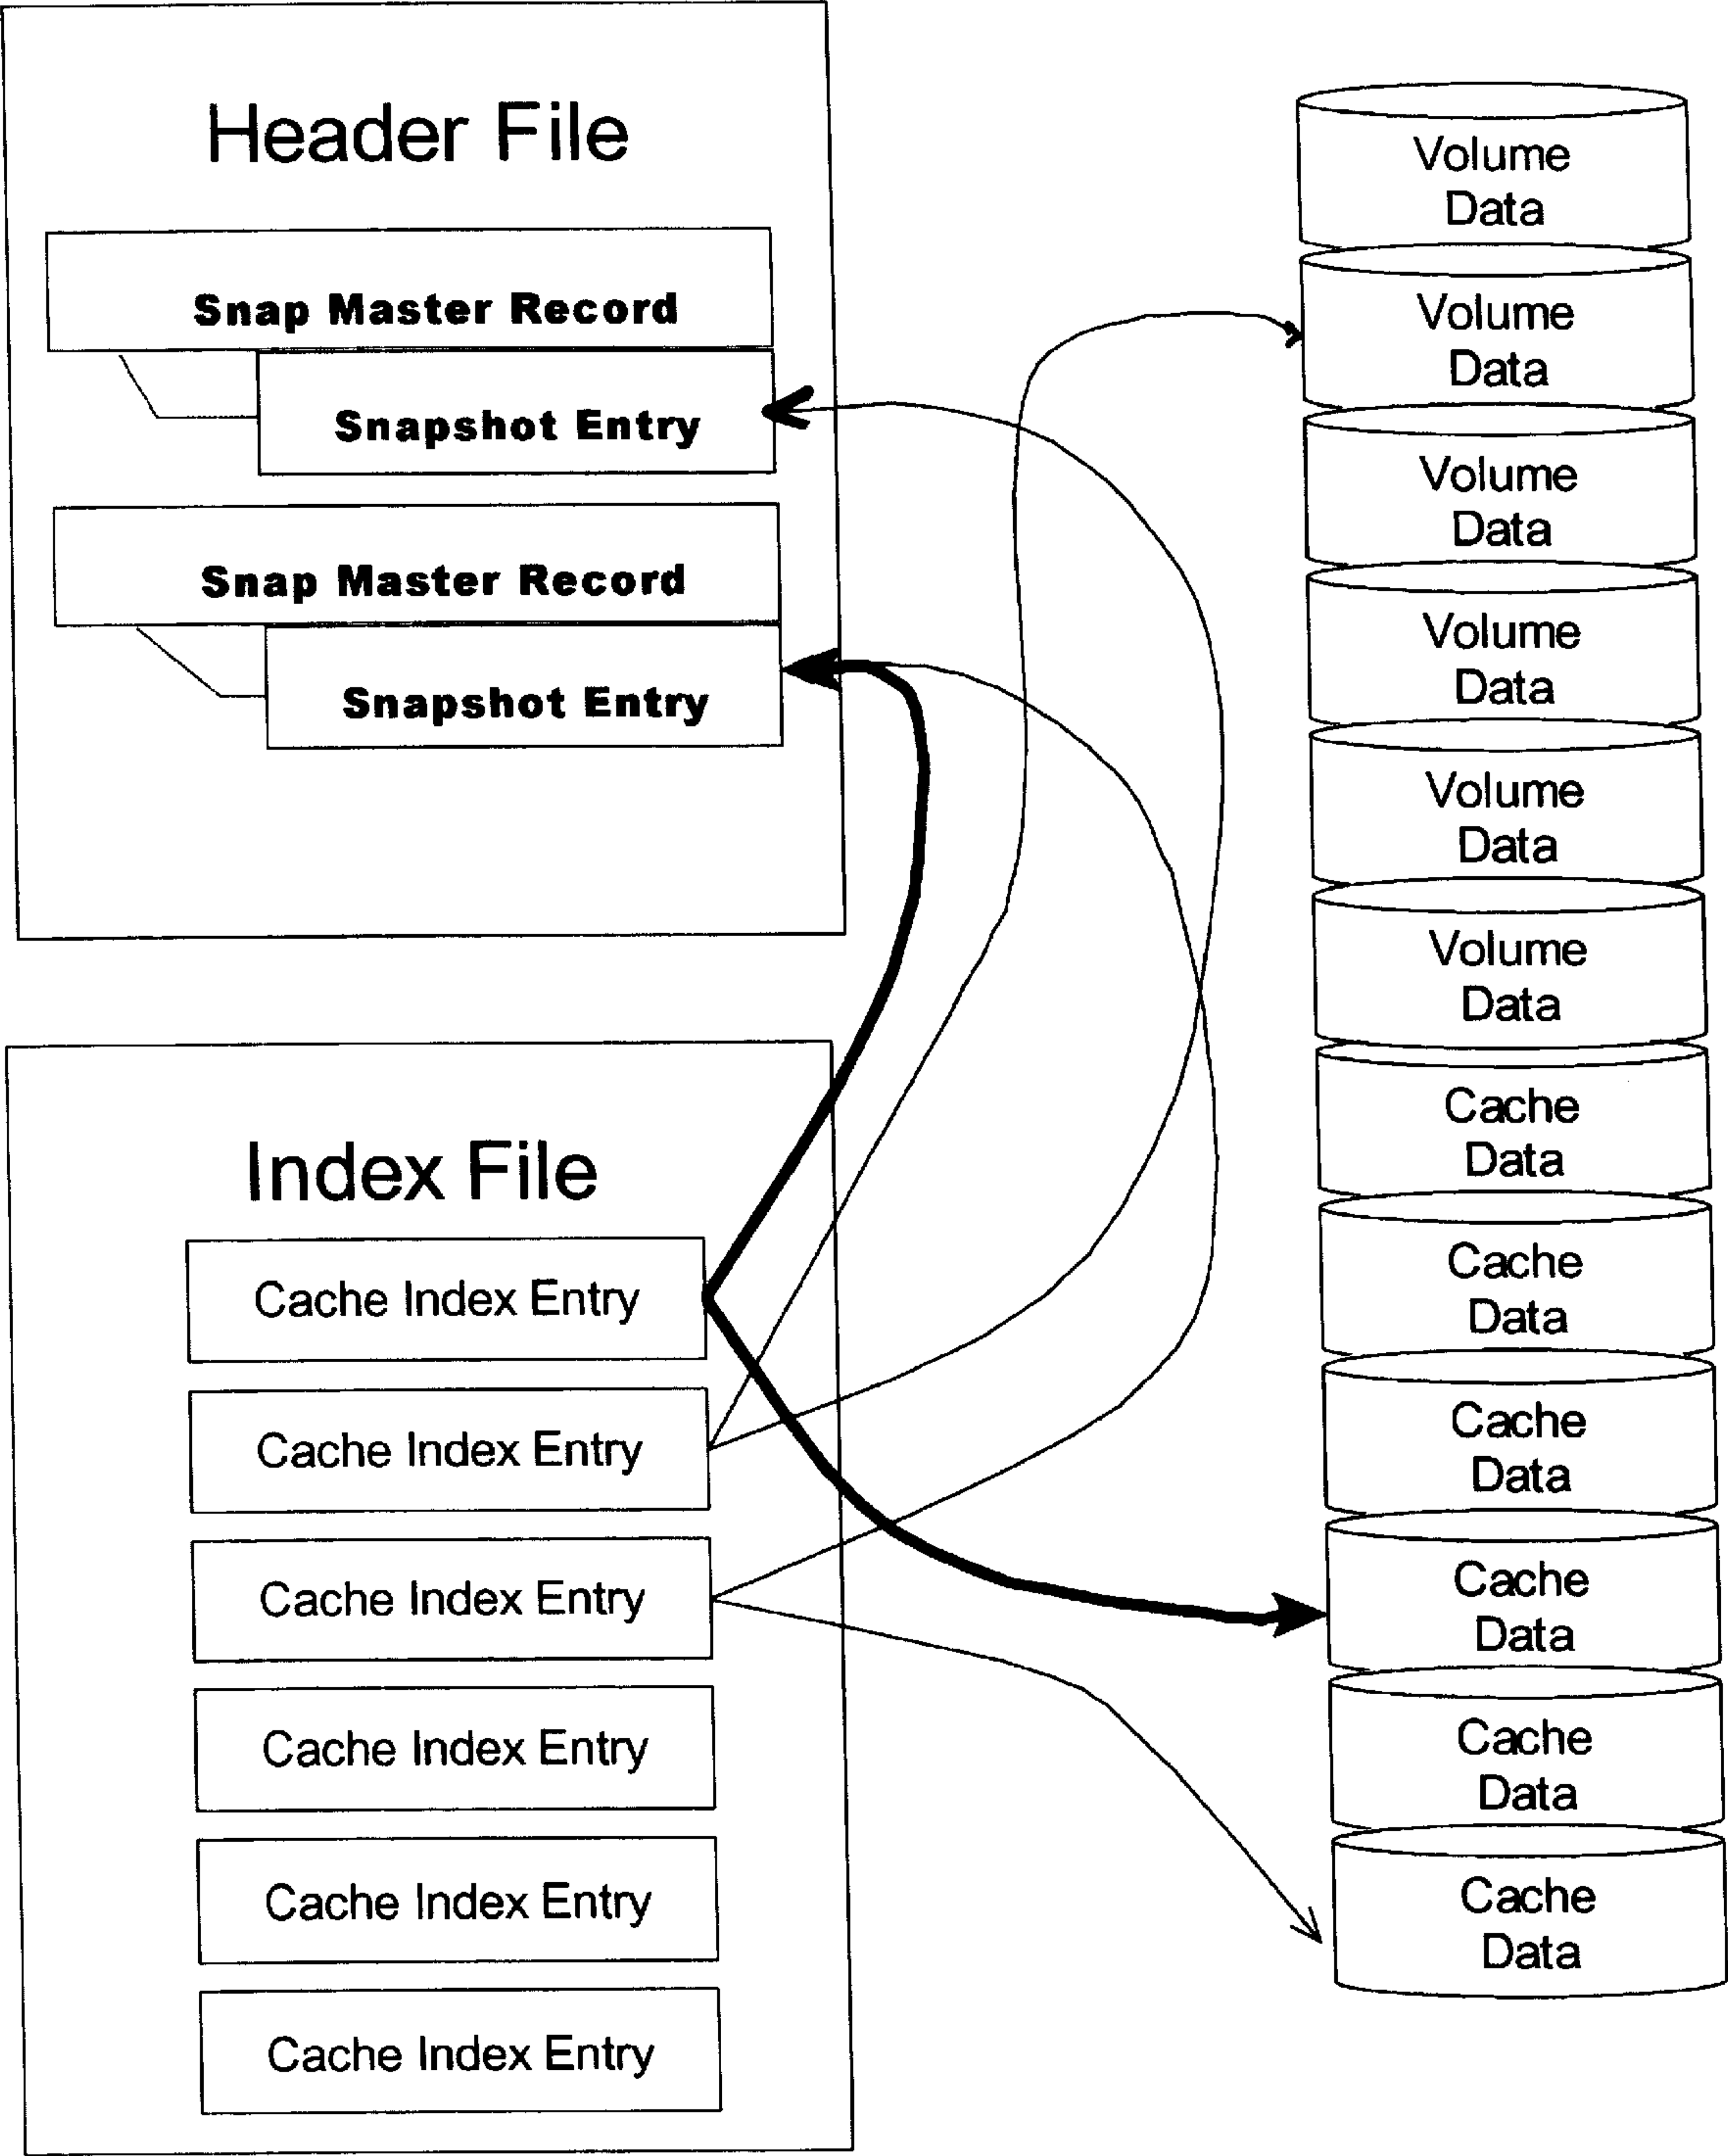 Header File
Snap Master Record
Snapshot Entry
Snap Master Record
Snapshot Entry
Index File
Cache Index Entry
Cache Index Entry
Cache Index Entry
Cache Index Entry
Cache Index Entry
Cache Index Entry
Volume
Data
Volume
Data
Volume
Data
Volume
Data
Volume
Data
Volume
Data
Cache
Data
Cache
Data
Cache
Data
Cache
Data
Cache
Data
Cache
Data